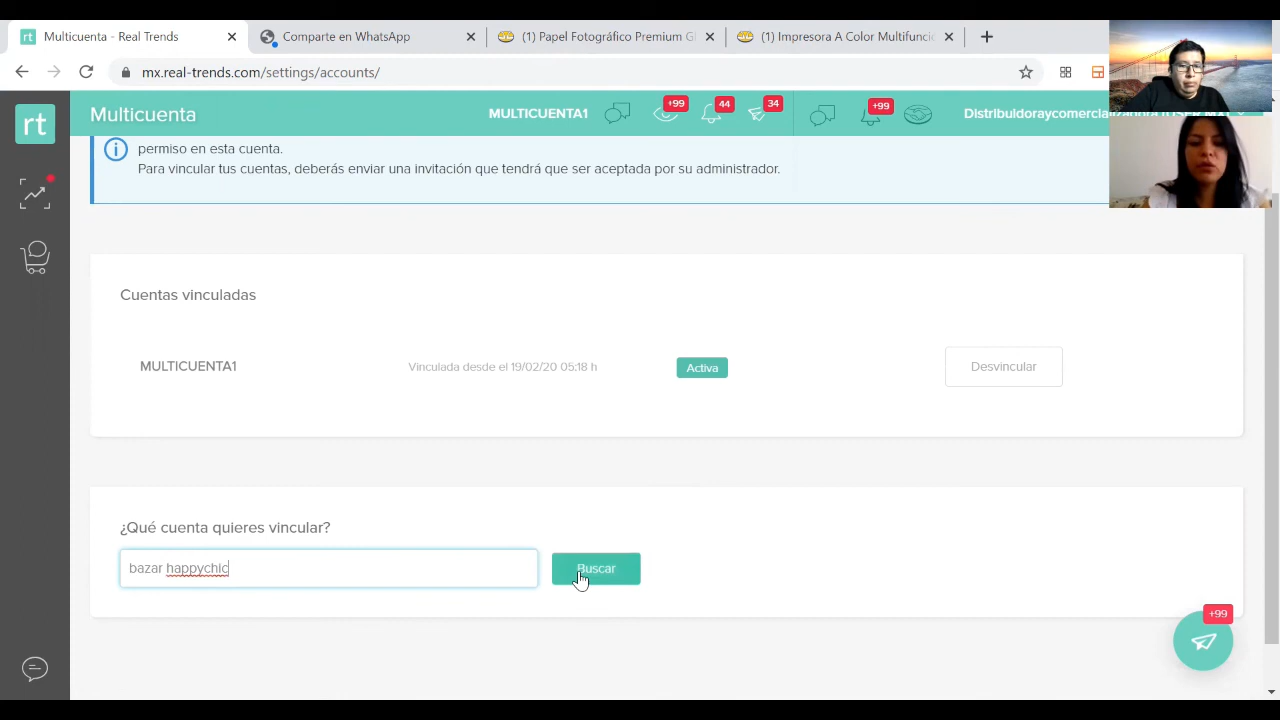 Multicuenta - Real Trends
Comparte en WhatsApp
(1) Papel Fotográfico Premium Gl
(1) Impresora A Color Multifunció
mx.real-trends.com/settings/accounts/
rt
Multicuenta
MULTICUENTA1
+99
44
34
+99
permiso en esta cuenta.
Para vincular tus cuentas, deberás enviar una invitación que tendrá que ser aceptada por su administrador.
Cuentas vinculadas
MULTICUENTA1
Vinculada desde el 19/02/20 05:18 h
Activa
Desvincular
¿Qué cuenta quieres vincular?
bazar happychic
Buscar
+99